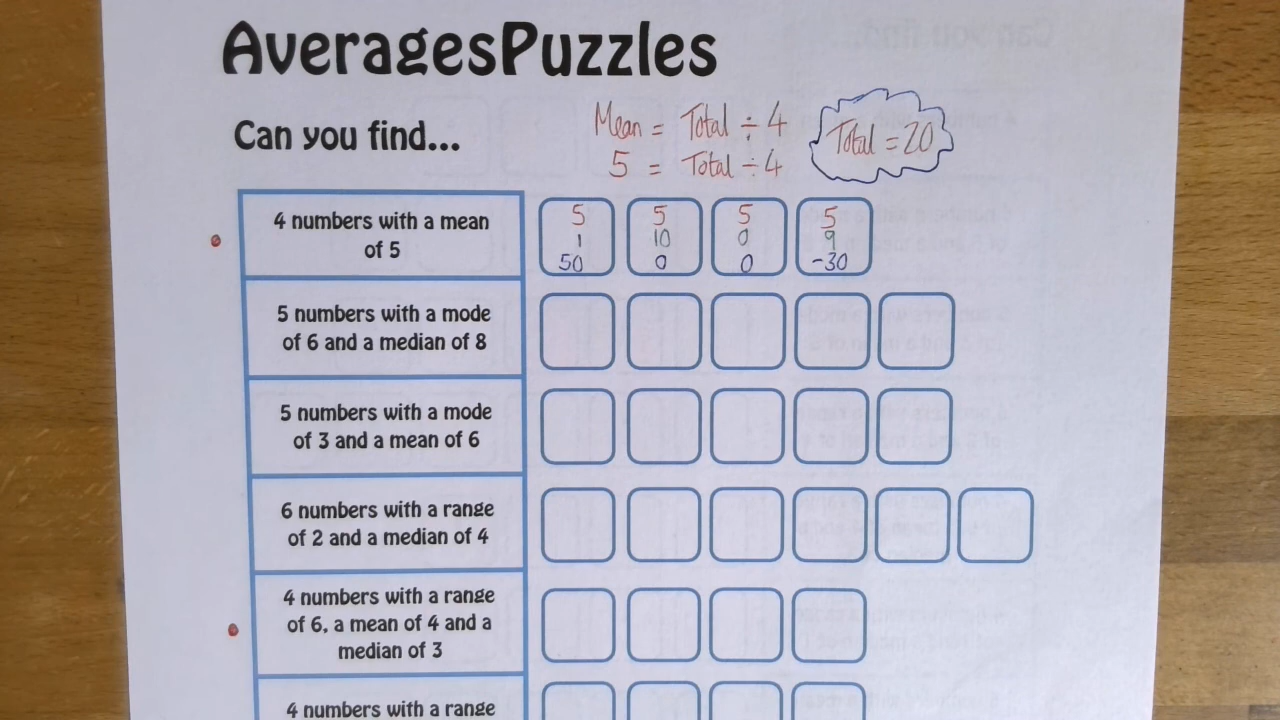 AveragesPuzzles
Can you find...
Mean = Total ÷ 4
5 = Total ÷ 4
Total = 20
4 numbers with a mean
of 5
5 5 5 5
1 10 0 9
50 0 0 -30
5 numbers with a mode
of 6 and a median of 8
5 numbers with a mode
of 3 and a mean of 6
6 numbers with a range
of 2 and a median of 4
4 numbers with a range
of 6, a mean of 4 and a
median of 3
4 numbers with a range